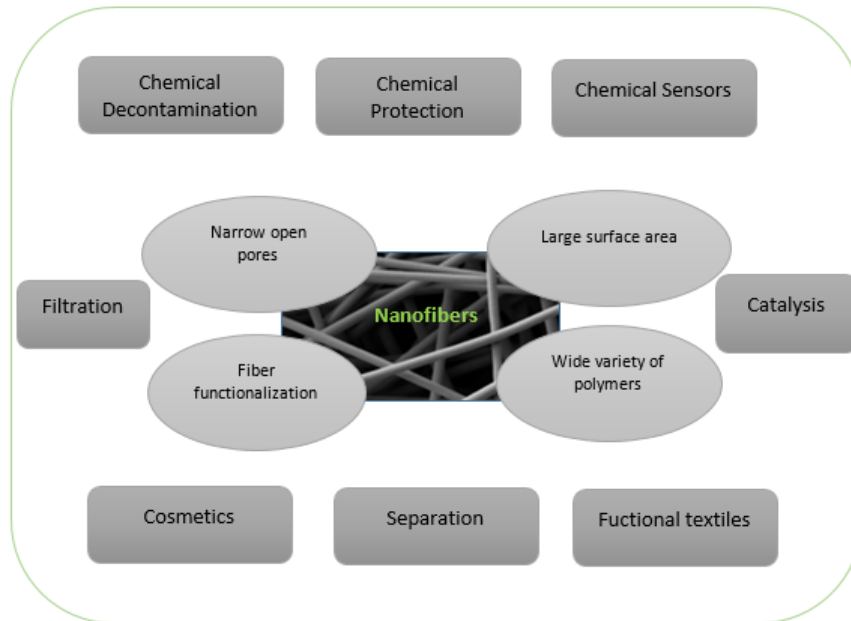 Chemical
Decontamination
Chemical
Protection
Chemical Sensors
Narrow open
pores
Large surface area
Filtration
Nanofibers
Catalysis
Fiber
functionalization
Wide variety of
polymers
Cosmetics
Separation
Fuctional textiles